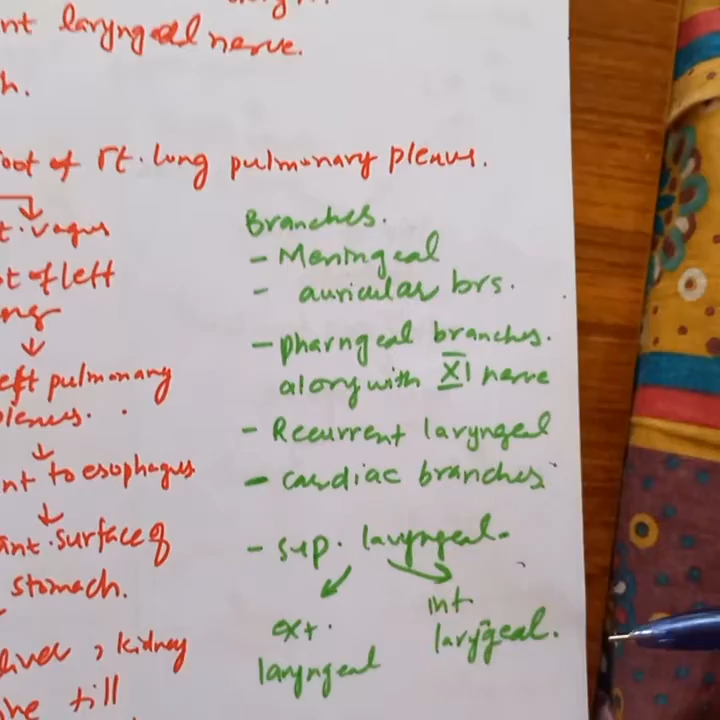 nt laryngeal nerve.
h.
oot of rt. lung pulmonary plexus.
t. vagus
t of left
ng
eft pulmonary
plexus.
nt to esophagus
ant. surface of
stomach.
liver, kidney
till
Branches.
- Meningeal
- auricular brs.
- pharngeal branches.
along with XI nerve
- Recurrent laryngeal
- cardiac branches
- sup. laryngeal.
ext.
laryngeal
int
laryngeal.